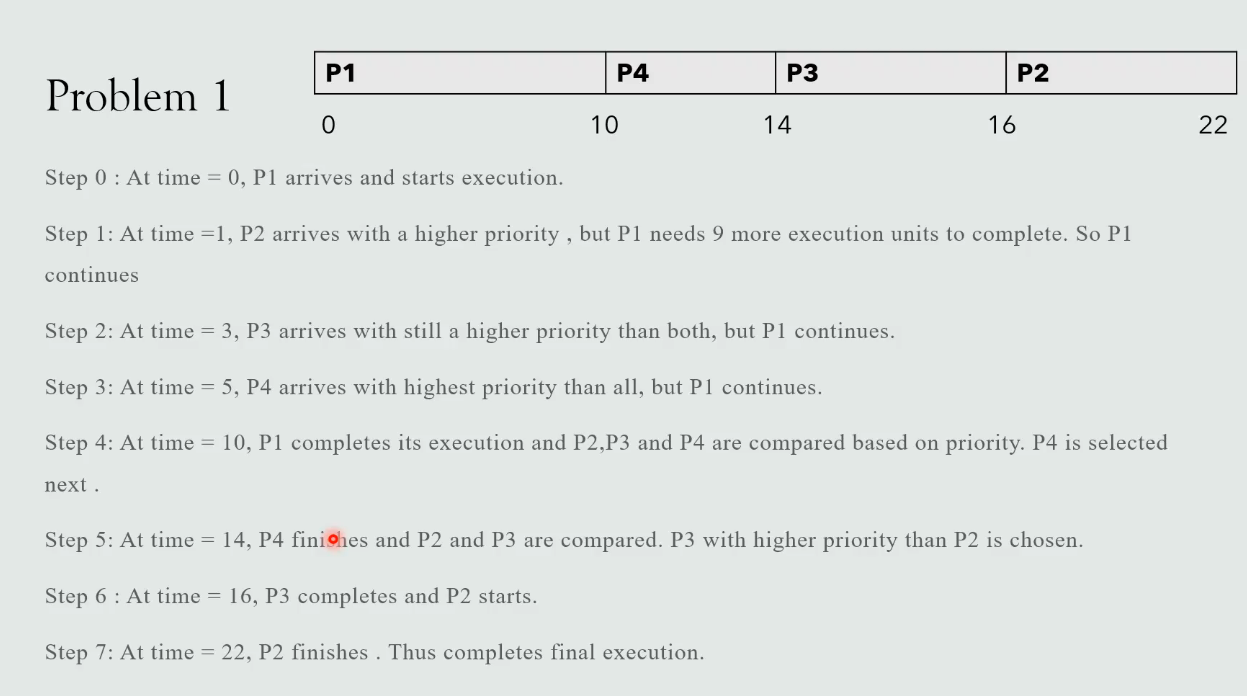 Problem 1
P1 P4 P3 P2
0 10 14 16 22
Step 0 : At time = 0, P1 arrives and starts execution.
Step 1: At time =1, P2 arrives with a higher priority , but P1 needs 9 more execution units to complete. So P1
continues
Step 2: At time = 3, P3 arrives with still a higher priority than both, but P1 continues.
Step 3: At time = 5, P4 arrives with highest priority than all, but P1 continues.
Step 4: At time = 10, P1 completes its execution and P2,P3 and P4 are compared based on priority. P4 is selected
next .
Step 5: At time = 14, P4 finishes and P2 and P3 are compared. P3 with higher priority than P2 is chosen.
Step 6 : At time = 16, P3 completes and P2 starts.
Step 7: At time = 22, P2 finishes . Thus completes final execution.